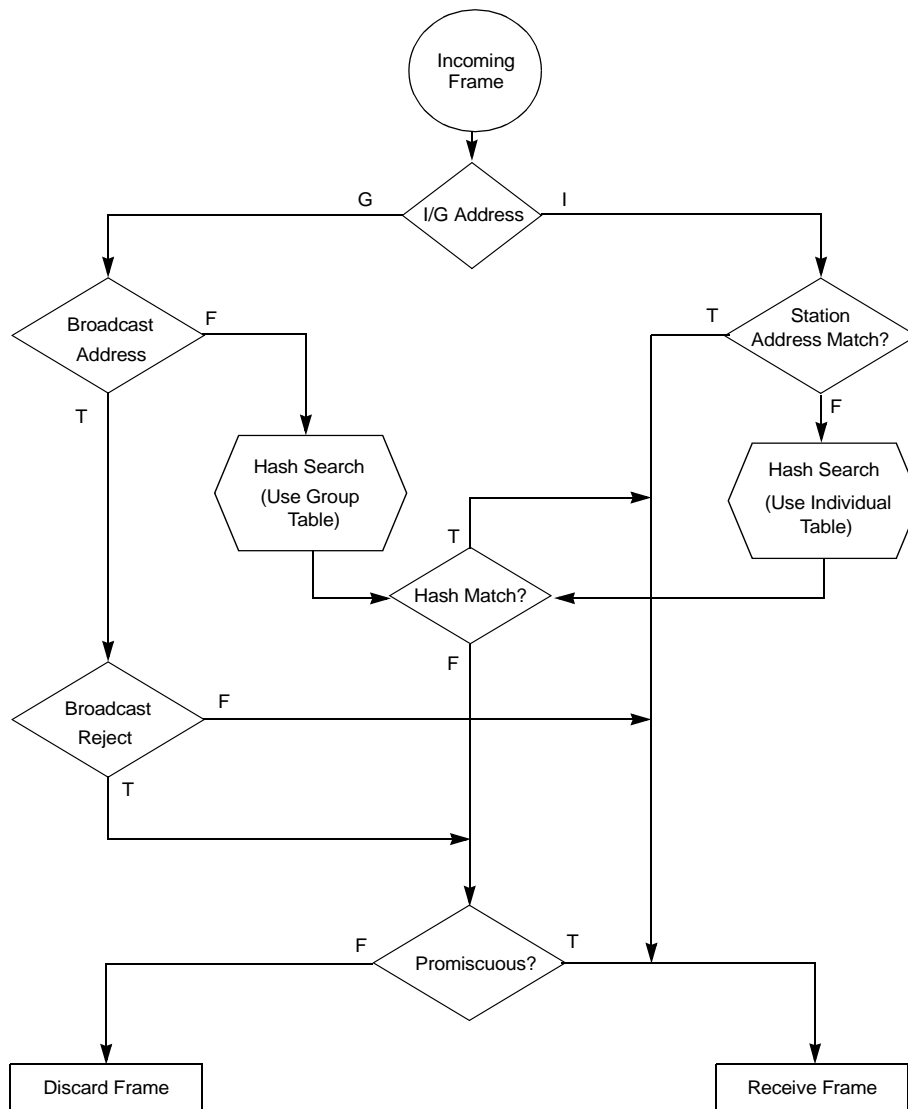 Incoming
Frame
G
I/G Address
I
Broadcast
Address
F
T
Station
Address Match?
T
F
Hash Search
(Use Group
Table)
Hash Search
(Use Individual
Table)
T
Hash Match?
F
Broadcast
Reject
F
T
F
Promiscuous?
T
Discard Frame
Receive Frame